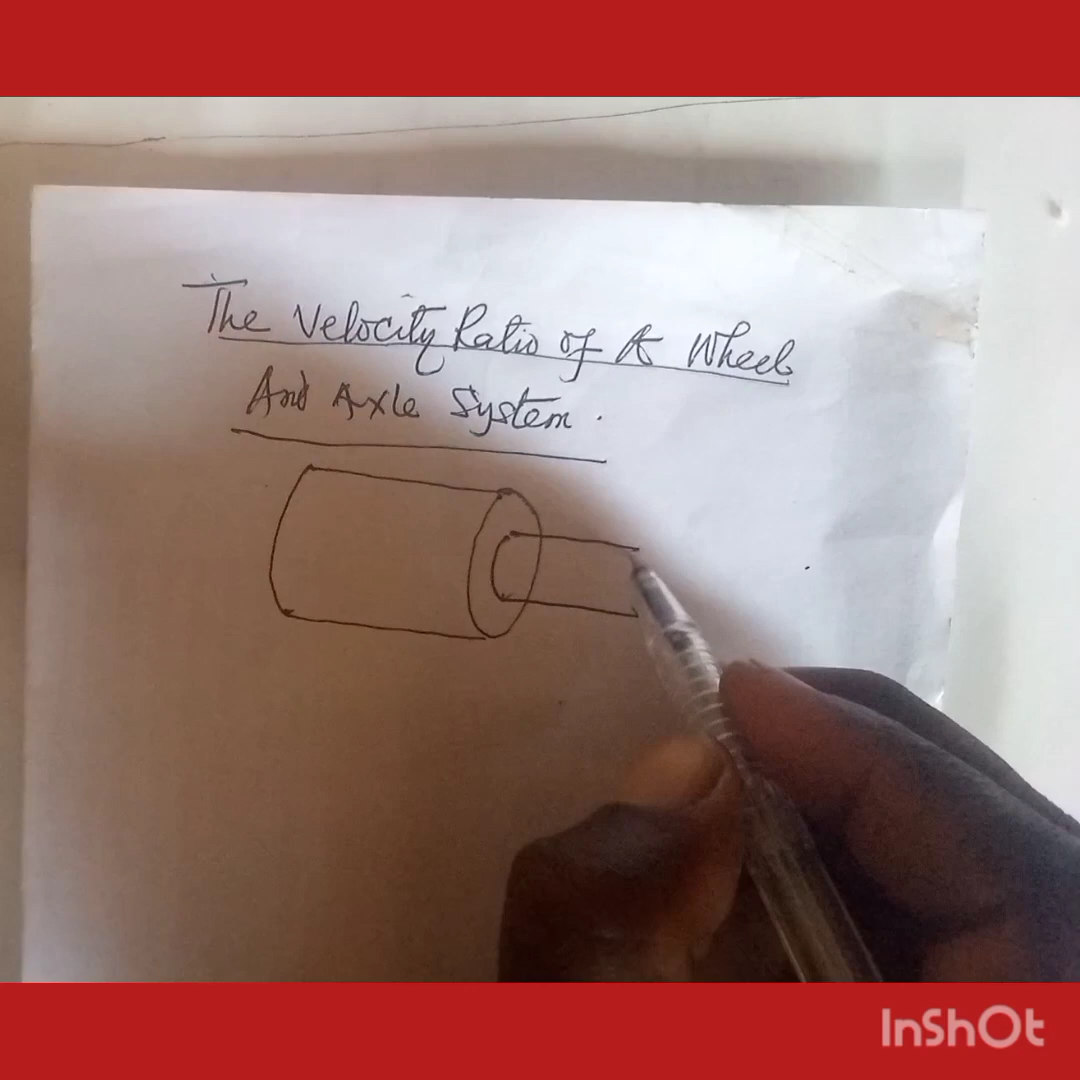 The Velocity Ratio of A Wheel
And Axle System.
InShOt